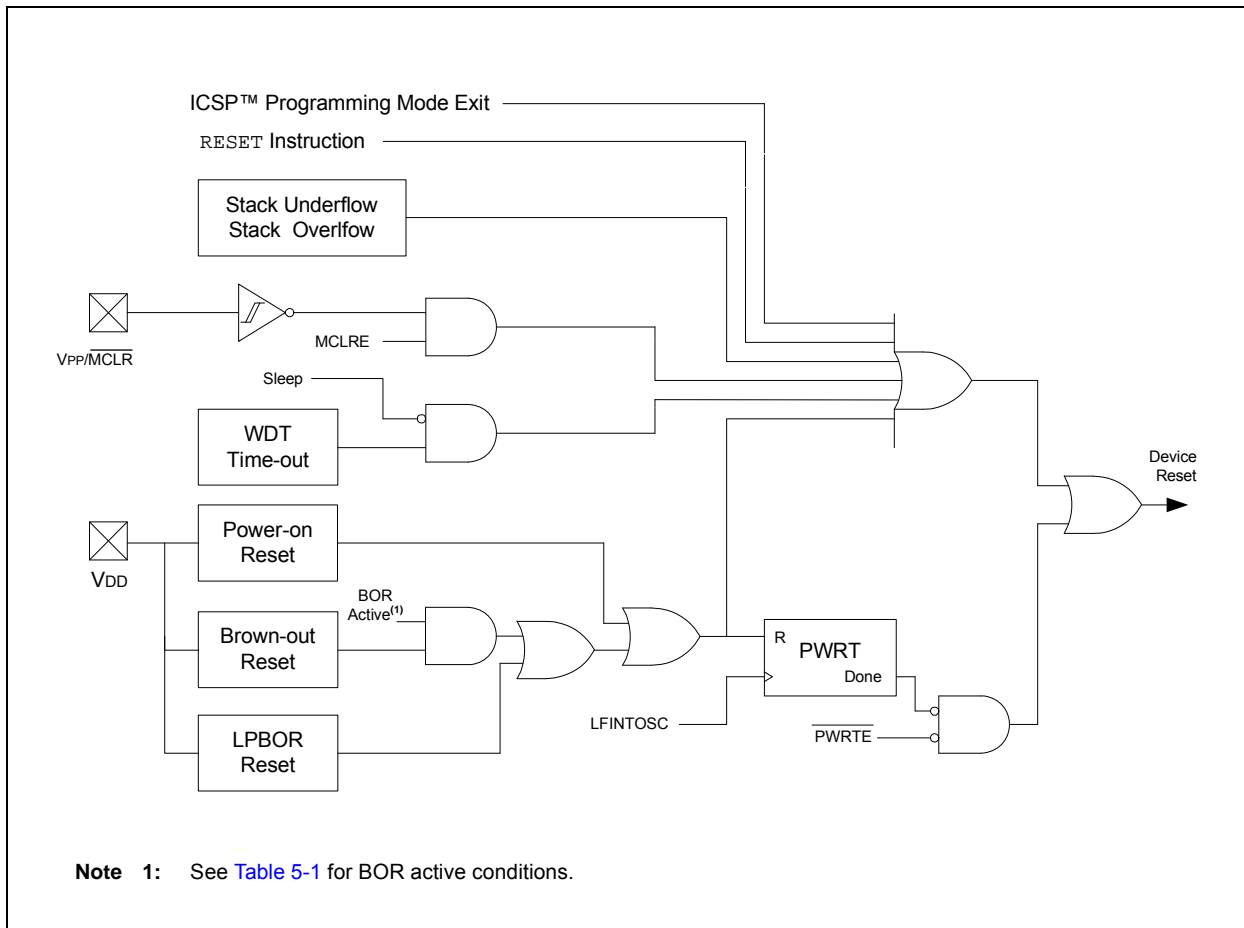 ICSP™ Programming Mode Exit
RESET Instruction
Stack Underflow
Stack Overlfow
VPP/MCLR
MCLRE
Sleep
WDT
Time-out
Device
Reset
VDD
Power-on
Reset
BOR
Active(1)
Brown-out
Reset
R
PWRT
Done
LFINTOSC
PWRTE
LPBOR
Reset
Note 1: See Table 5-1 for BOR active conditions.